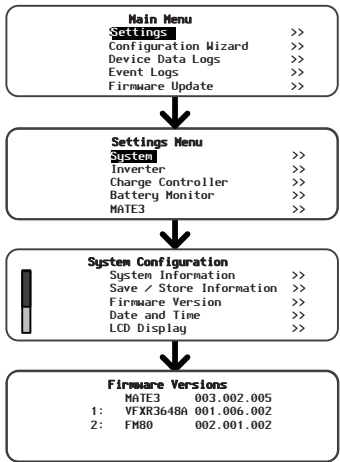 Main Menu
Settings >>
Configuration Wizard >>
Device Data Logs >>
Event Logs >>
Firmware Update >>
Settings Menu
System >>
Inverter >>
Charge Controller >>
Battery Monitor >>
MATE3 >>
System Configuration
System Information >>
Save / Store Information >>
Firmware Version >>
Date and Time >>
LCD Display >>
Firmware Versions
MATE3 003.002.005
1: VFXR3648A 001.006.002
2: FM80 002.001.002